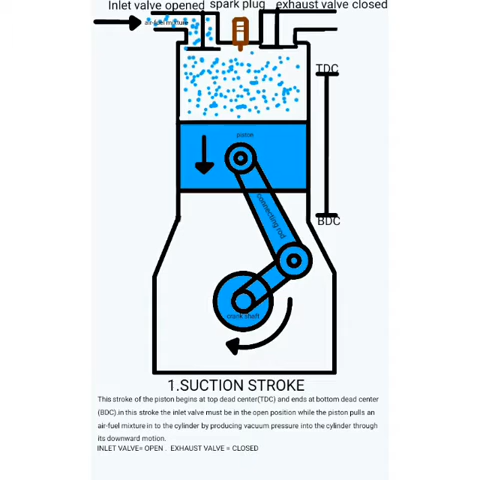 Inlet valve opened spark plug exhaust valve closed
air-fuel mixture
TDC
piston
connecting rod
BDC
crank shaft
1.SUCTION STROKE
This stroke of the piston begins at top dead center(TDC) and ends at bottom dead center
(BDC).in this stroke the inlet valve must be in the open position while the piston pulls an
air-fuel mixture in to the cylinder by producing vacuum pressure into the cylinder through
its downward motion.
INLET VALVE= OPEN . EXHAUST VALVE = CLOSED